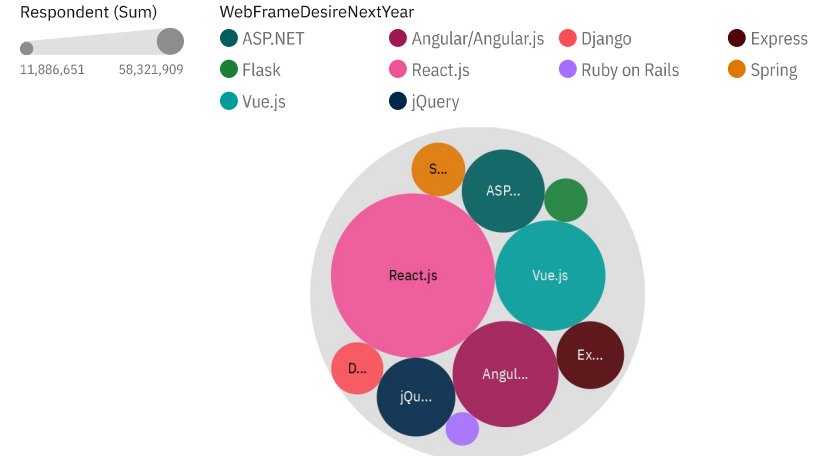 Respondent (Sum)
11,886,651 58,321,909
WebFrameDesireNextYear
ASP.NET Angular/Angular.js Django Express
Flask React.js Ruby on Rails Spring
Vue.js jQuery
S...
ASP...
React.js Vue.js
Ex...
D... Angul...
jQu...